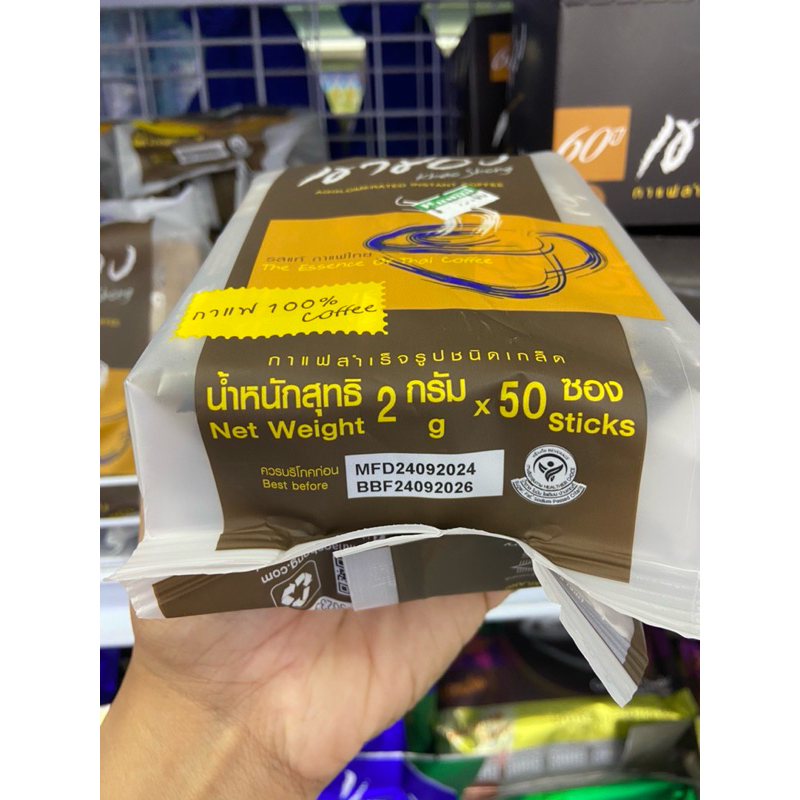 เขาช่อง
Khao Shong
AGGLOMERATED INSTANT COFFEE
รสแท้ กาแฟไทย
The Essence Of Thai Coffee
กาแฟ 100%
coffee
กาแฟสำเร็จรูปชนิดเกล็ด
น้ำหนักสุทธิ 2 กรัม x 50 ซอง
Net Weight g Sticks
ควรบริโภคก่อน
Best before
MFD24092024
BBF24092026
60ปี